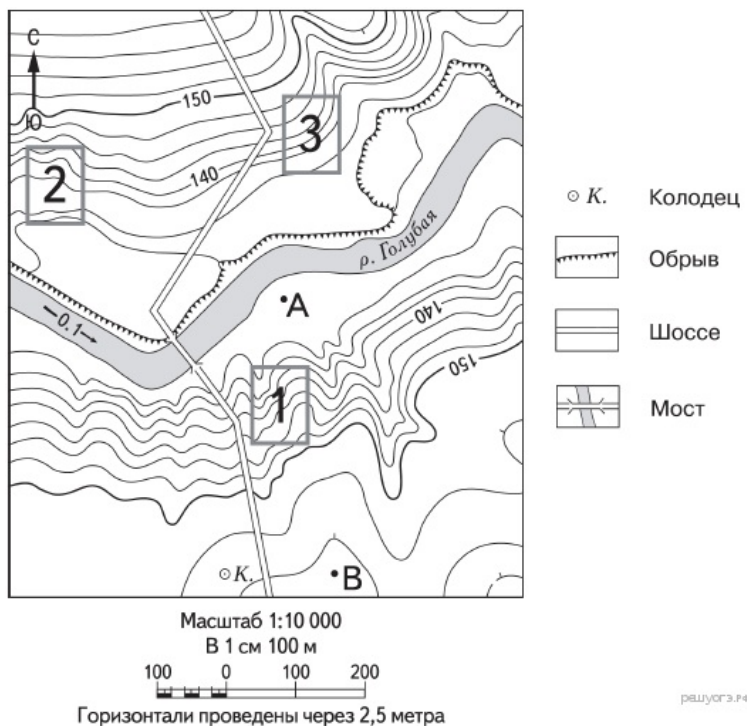 С
Ю
150
3
2
140
р. Голубая
0.1
А
140
150
1
К.
В
К. Колодец
Обрыв
Шоссе
Мост
Масштаб 1:10 000
В 1 см 100 м
100 0 100 200
Горизонтали проведены через 2,5 метра
решуогэ.рф